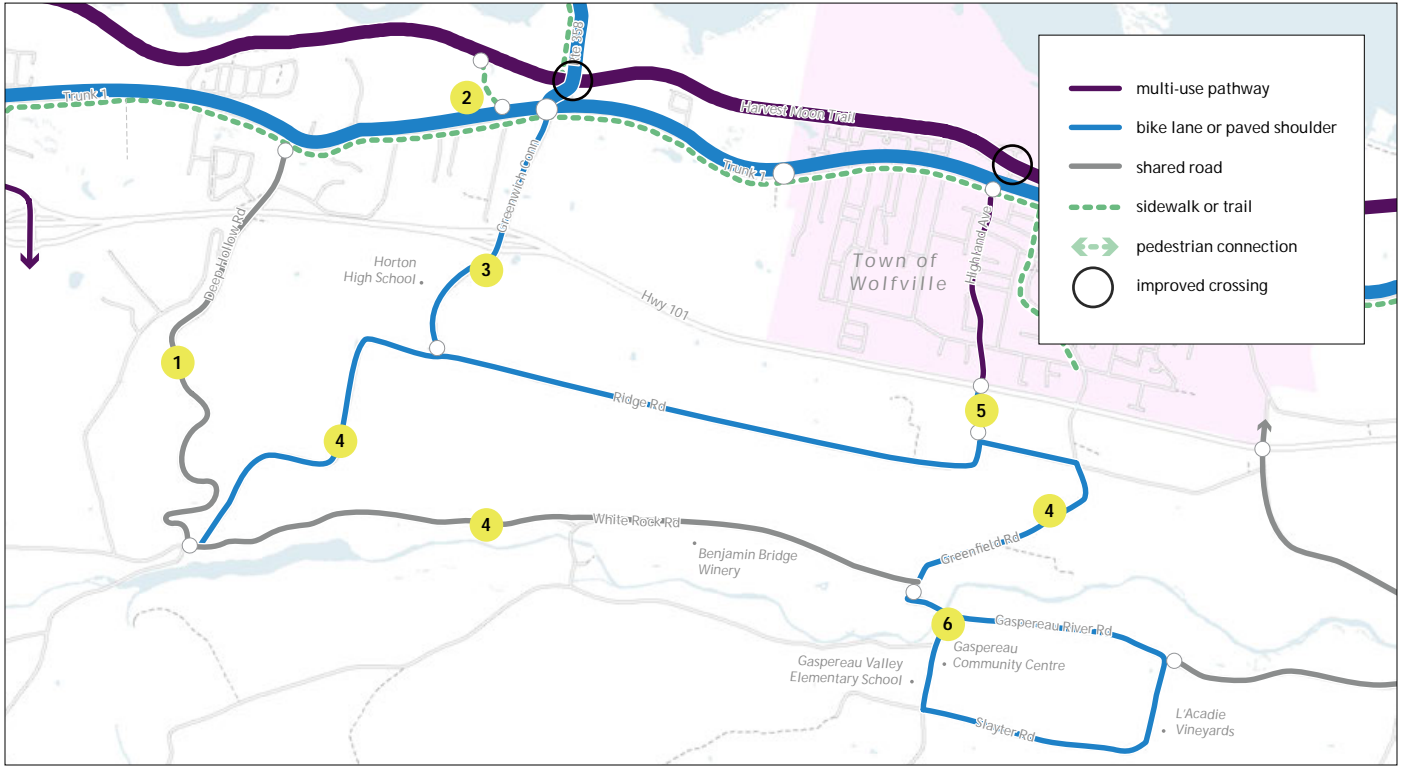 Trunk 1
2
Harvest Moon Trail
Trunk 1
Greenwich Conn
Deep Hollow Rd
Horton
High School
3
Hwy 101
Town of
Wolfville
Highland Ave
1
Ridge Rd
5
4
4
4
White Rock Rd
Benjamin Bridge
Winery
Greenfield Rd
6
Gaspereau River Rd
Gaspereau
Community Centre
Gaspereau Valley
Elementary School
Slayter Rd
L'Acadie
Vineyards
multi-use pathway
bike lane or paved shoulder
shared road
sidewalk or trail
pedestrian connection
improved crossing